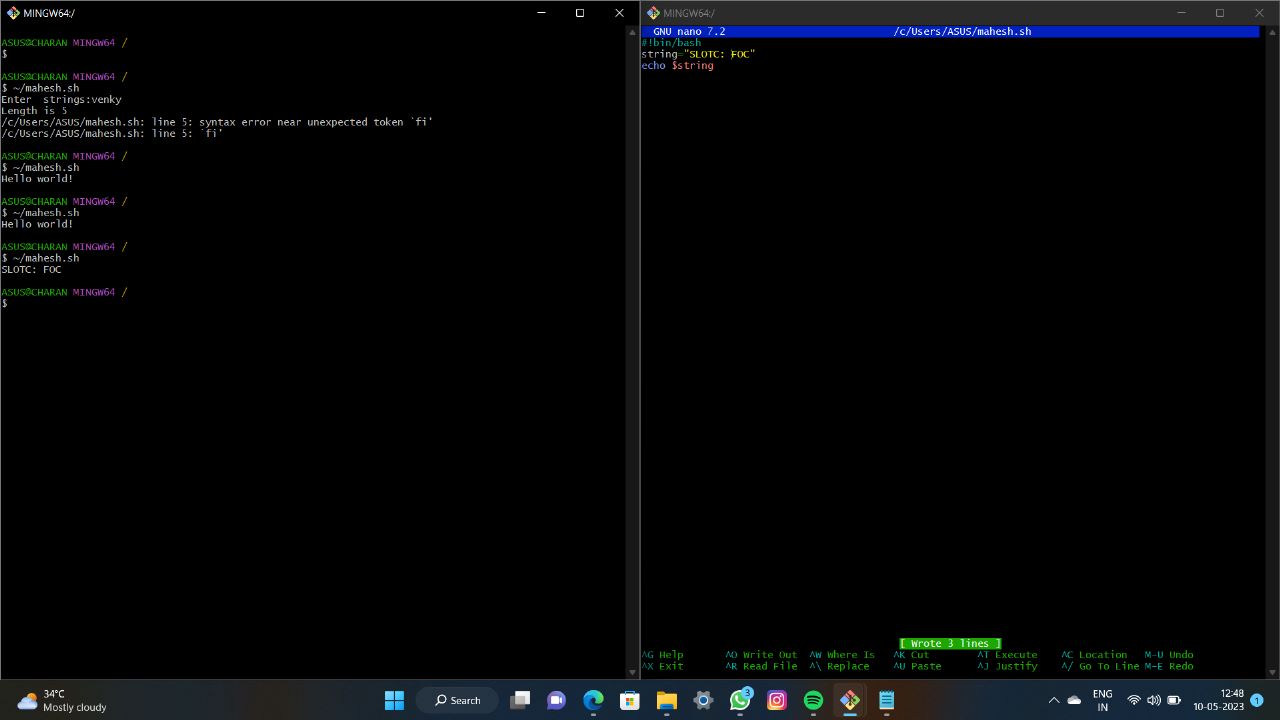 MINGW64:/
ASUS@CHARAN MINGW64 /
$
ASUS@CHARAN MINGW64 /
$ ~/mahesh.sh
Enter  strings:venky
Length is 5
/c/Users/ASUS/mahesh.sh: line 5: syntax error near unexpected token `fi'
/c/Users/ASUS/mahesh.sh: line 5: `fi'
ASUS@CHARAN MINGW64 /
$ ~/mahesh.sh
Hello world!
ASUS@CHARAN MINGW64 /
$ ~/mahesh.sh
Hello world!
ASUS@CHARAN MINGW64 /
$ ~/mahesh.sh
SLOTC: FOC
ASUS@CHARAN MINGW64 /
$
MINGW64:/
GNU nano 7.2 /c/Users/ASUS/mahesh.sh
#!bin/bash
string="SLOTC: FOC"
echo $string
[ Wrote 3 lines ]
^G Help ^O Write Out ^W Where Is ^K Cut ^T Execute ^C Location M-U Undo
^X Exit ^R Read File ^\ Replace ^U Paste ^J Justify ^/ Go To Line M-E Redo
34°C
Mostly cloudy
Search
3
ENG
IN
12:48
10-05-2023
1